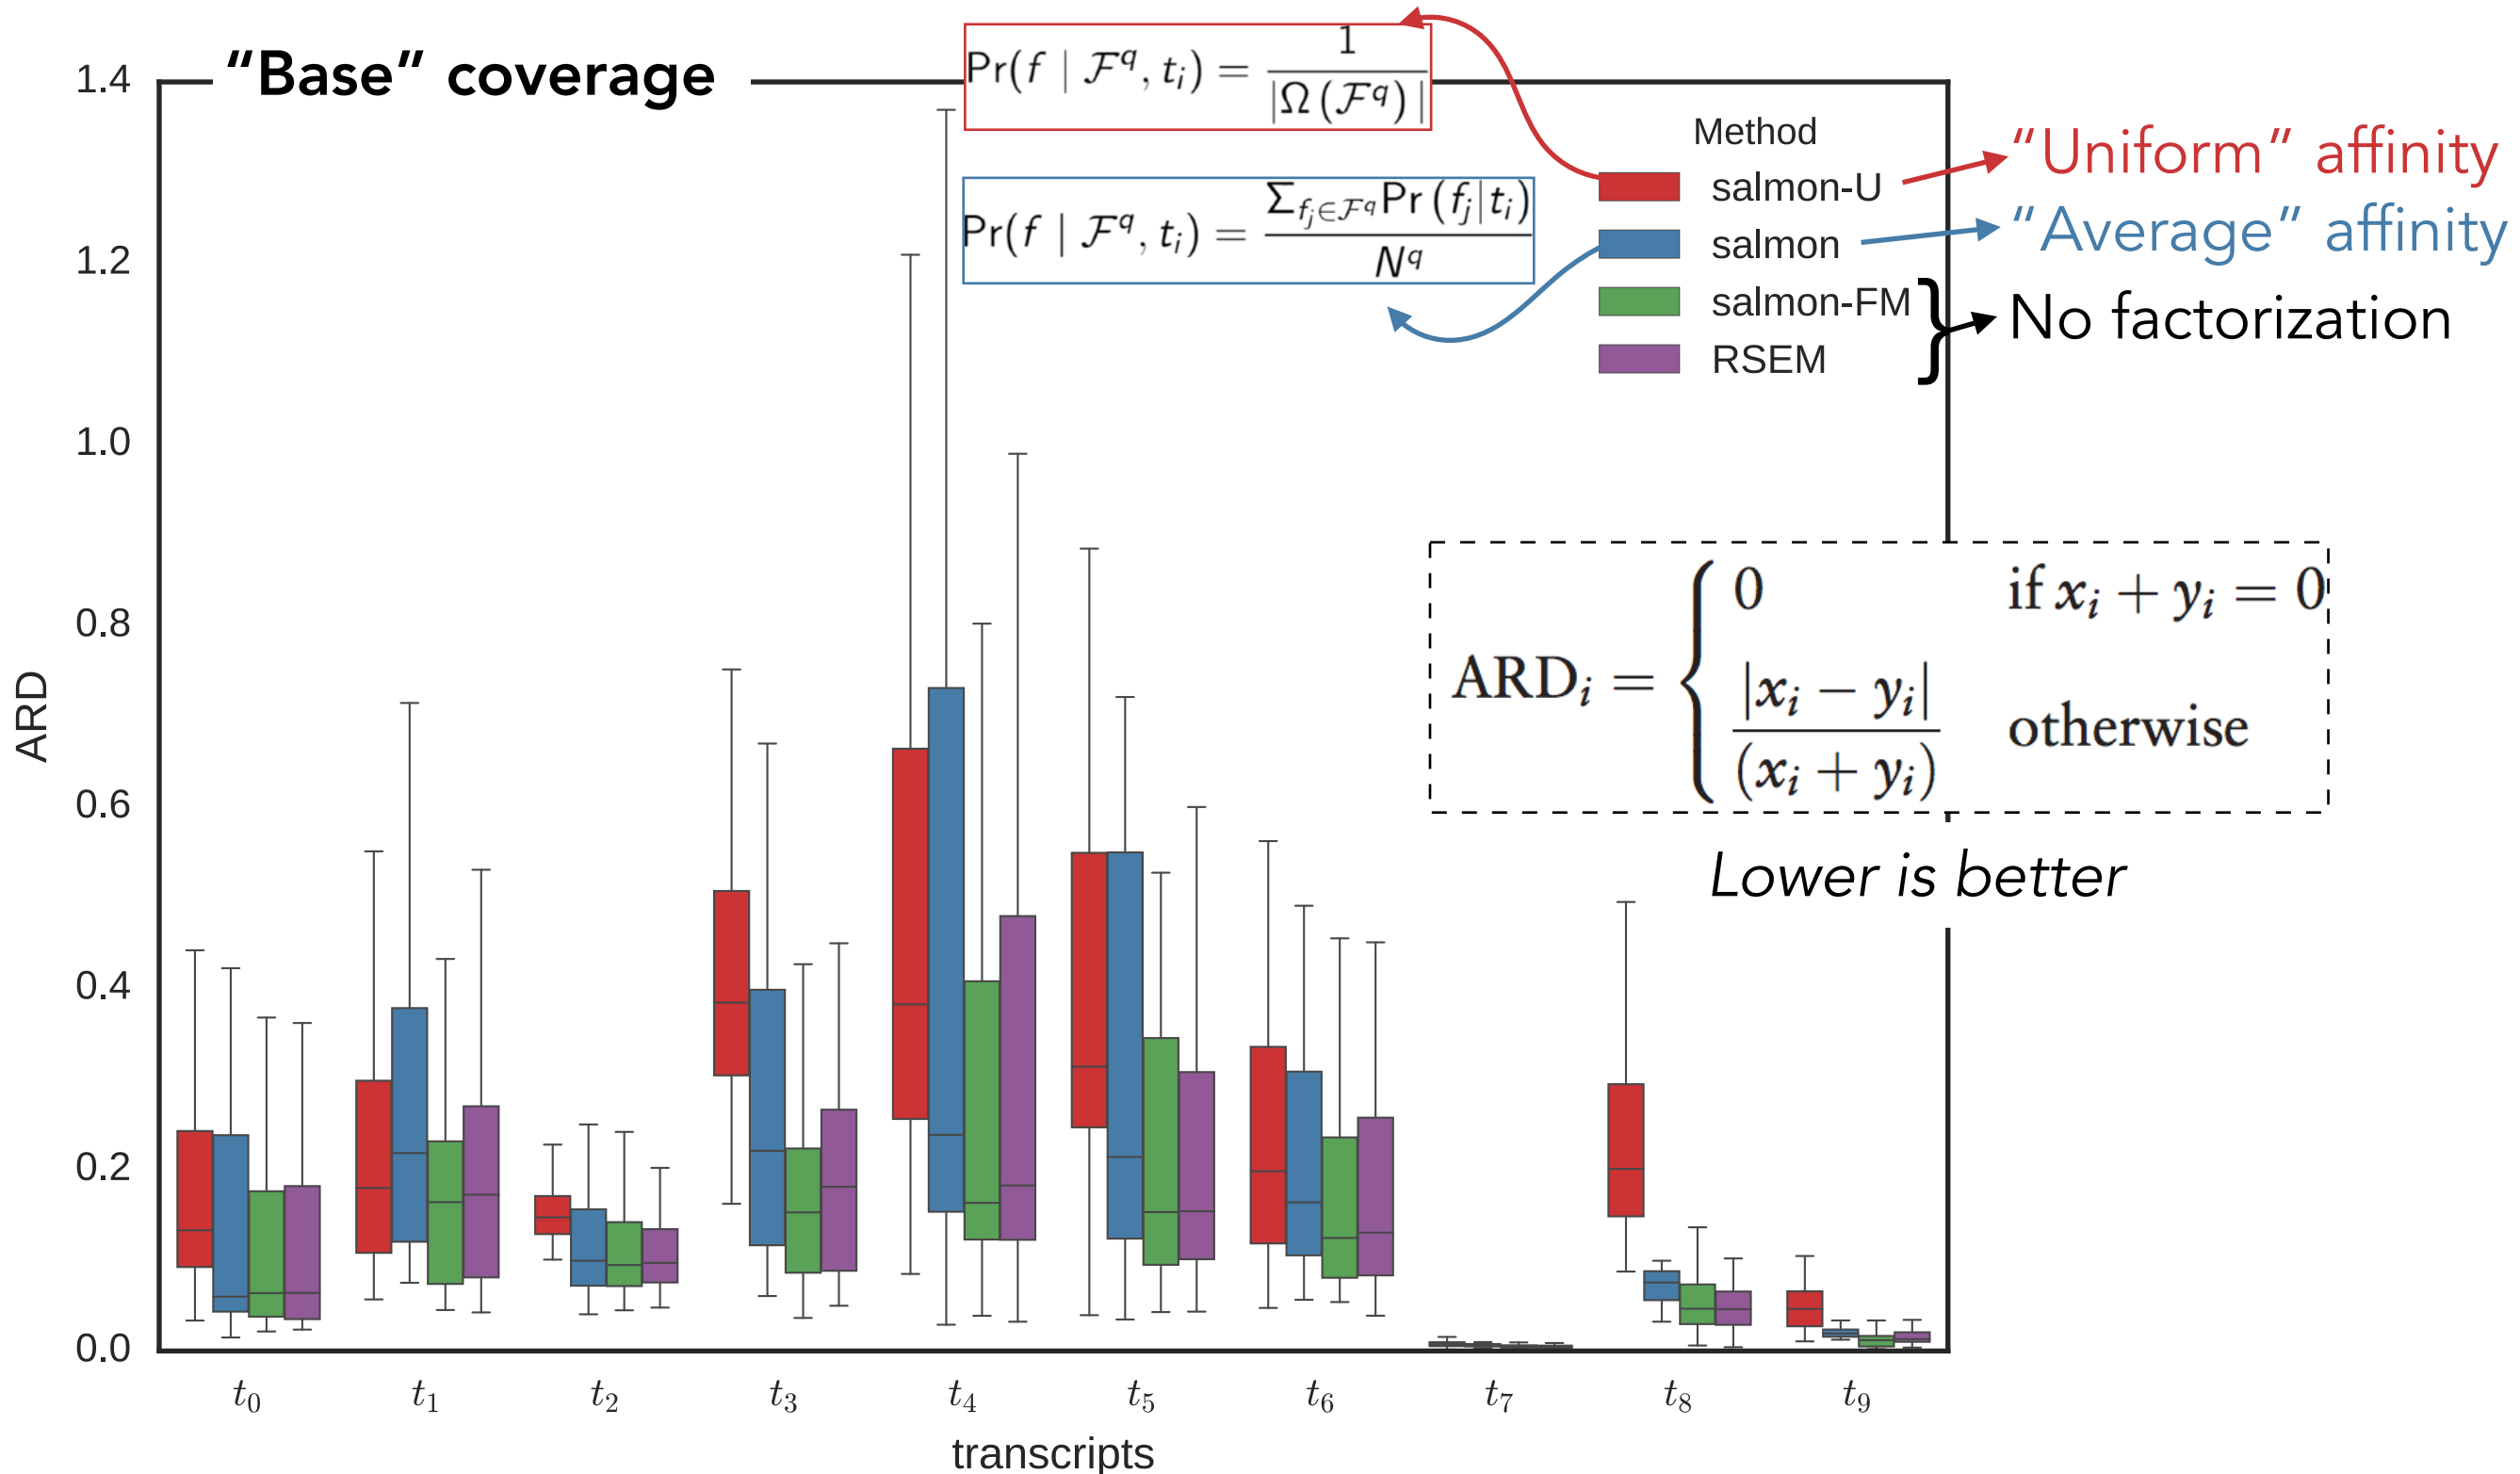 “Base” coverage
Pr(f | ℱ^q, t_i) = 1 / |Ω (ℱ^q) |
Pr(f | ℱ^q, t_i) = Σ_{f_j∈ℱ^q} Pr (f_j|t_i) / N^q
Method
salmon-U
salmon
salmon-FM
RSEM
“Uniform” affinity
“Average” affinity
No factorization
ARD_i = { 0 if x_i + y_i = 0
|x_i − y_i| / (x_i + y_i) otherwise
Lower is better
ARD
1.4
1.2
1.0
0.8
0.6
0.4
0.2
0.0
t_0 t_1 t_2 t_3 t_4 t_5 t_6 t_7 t_8 t_9
transcripts